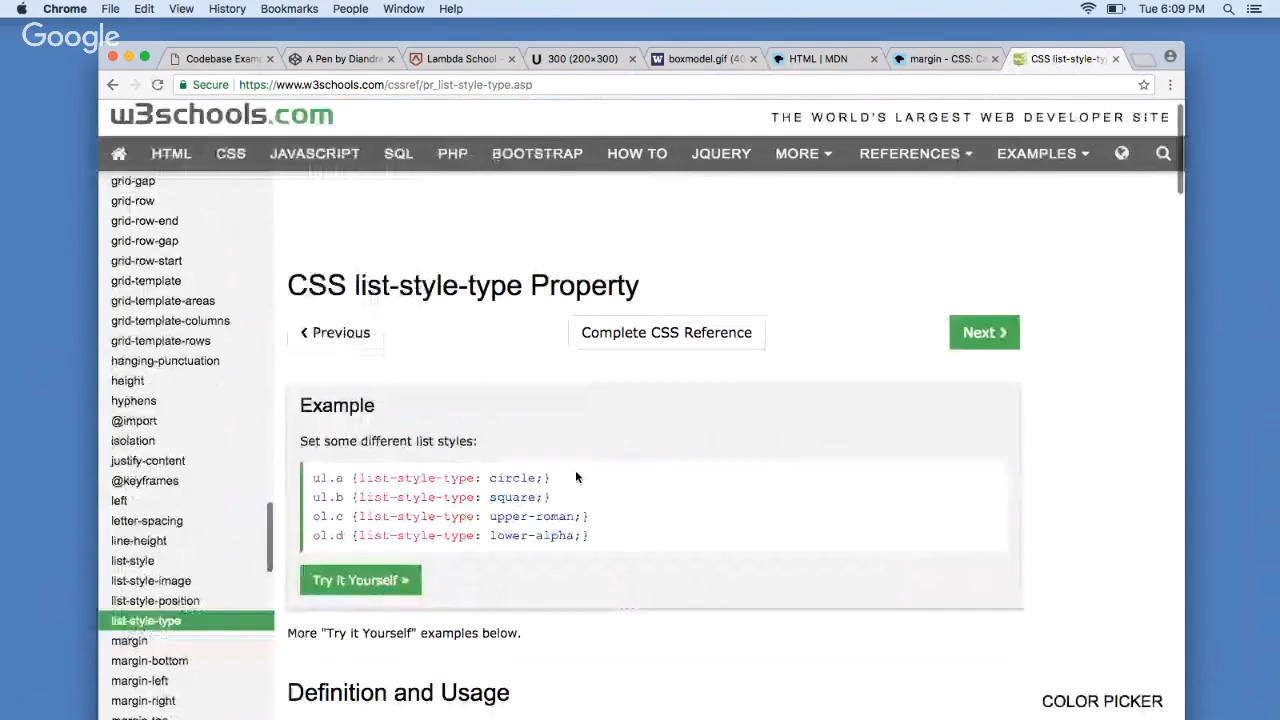 Chrome File Edit View History Bookmarks People Window Help Tue 6:09 PM
Google
Codebase Exam × A Pen by Diandra × Lambda School - × 300 (200×300) × boxmodel.gif (40 × HTML | MDN × margin - CSS: Ca × CSS list-style-ty ×
Secure https://www.w3schools.com/cssref/pr_list-style-type.asp
w3schools.com THE WORLD'S LARGEST WEB DEVELOPER SITE
HTML CSS JAVASCRIPT SQL PHP BOOTSTRAP HOW TO JQUERY MORE REFERENCES EXAMPLES
grid-gap
grid-row
grid-row-end
grid-row-gap
grid-row-start
grid-template
grid-template-areas
grid-template-columns
grid-template-rows
hanging-punctuation
height
hyphens
@import
isolation
justify-content
@keyframes
left
letter-spacing
line-height
list-style
list-style-image
list-style-position
list-style-type
margin
margin-bottom
margin-left
margin-right
CSS list-style-type Property
❮ Previous Complete CSS Reference Next ❯
Example
Set some different list styles:
ul.a {list-style-type: circle;}
ul.b {list-style-type: square;}
ol.c {list-style-type: upper-roman;}
ol.d {list-style-type: lower-alpha;}
Try it Yourself »
More "Try it Yourself" examples below.
Definition and Usage
COLOR PICKER